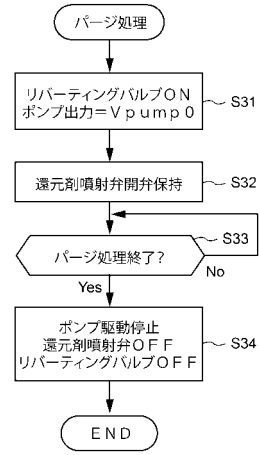 パージ処理
リバーティングバルブＯＮ
ポンプ出力＝Ｖｐｕｍｐ０
S31
還元剤噴射弁開弁保持
S32
S33
パージ処理終了?
No
Yes
ポンプ駆動停止
還元剤噴射弁ＯＦＦ
リバーティングバルブＯＦＦ
S34
ＥＮＤ